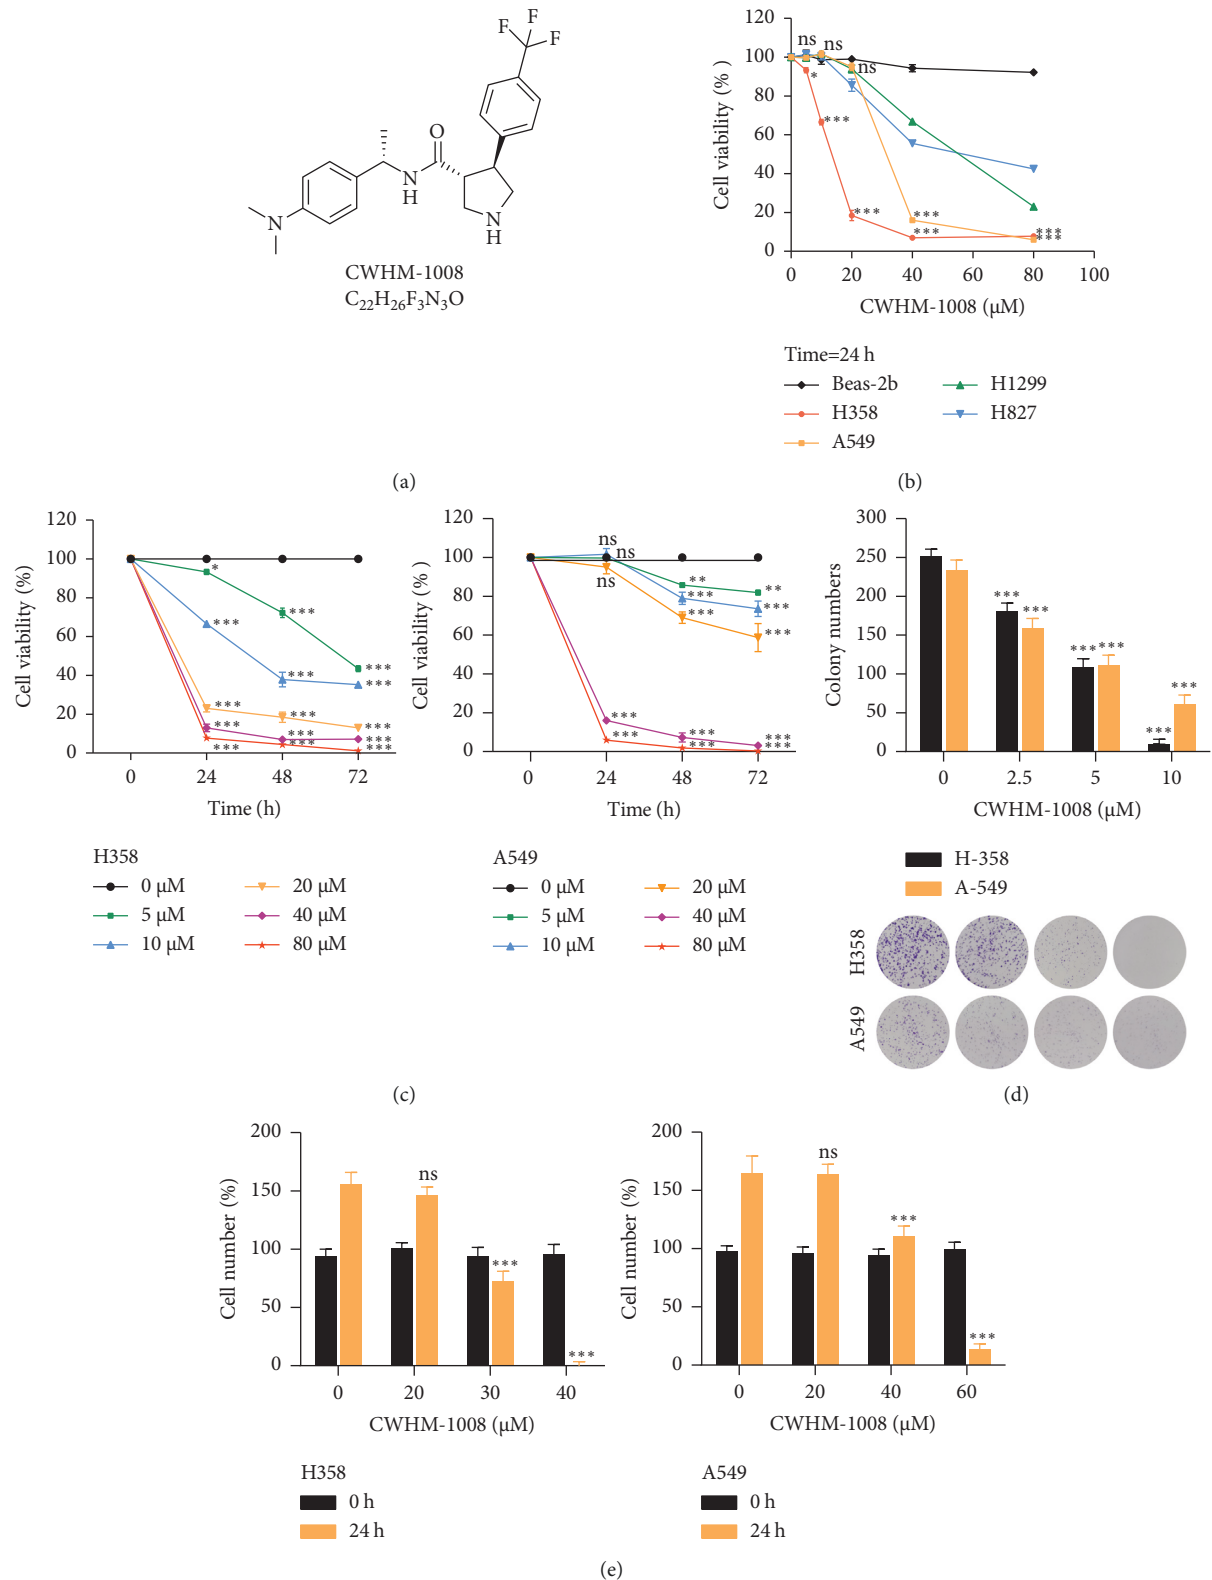 F
F
F
O
N
H
N
N
H
CWHM-1008
C22H26F3N3O
(a)
120
100
80
60
40
20
0
Cell viability (% )
ns
ns
ns
*
***
***
***
***
***
***
0 20 40 60 80 100
CWHM-1008 (μM)
Time=24 h
Beas-2b
H1299
H358
H827
A549
(b)
120
100
80
60
40
20
0
Cell viability (%)
*
***
***
***
***
***
***
***
***
***
***
***
***
***
***
0 24 48 72
Time (h)
H358
0 μM
20 μM
5 μM
40 μM
10 μM
80 μM
120
100
80
60
40
20
0
Cell viability (% )
ns
ns
ns
**
**
***
***
***
***
***
***
***
***
***
***
0 24 48 72
Time (h)
A549
0 μM
20 μM
5 μM
40 μM
10 μM
80 μM
(c)
300
250
200
150
100
50
0
Colony numbers
***
***
***
***
***
***
0 2.5 5 10
CWHM-1008 (μM)
H-358
A-549
H358
A549
(d)
200
150
100
50
0
Cell number (%)
ns
***
***
0 20 30 40
CWHM-1008 (μM)
H358
0 h
24 h
200
150
100
50
0
Cell number (%)
ns
***
***
0 20 40 60
CWHM-1008 (μM)
A549
0 h
24 h
(e)